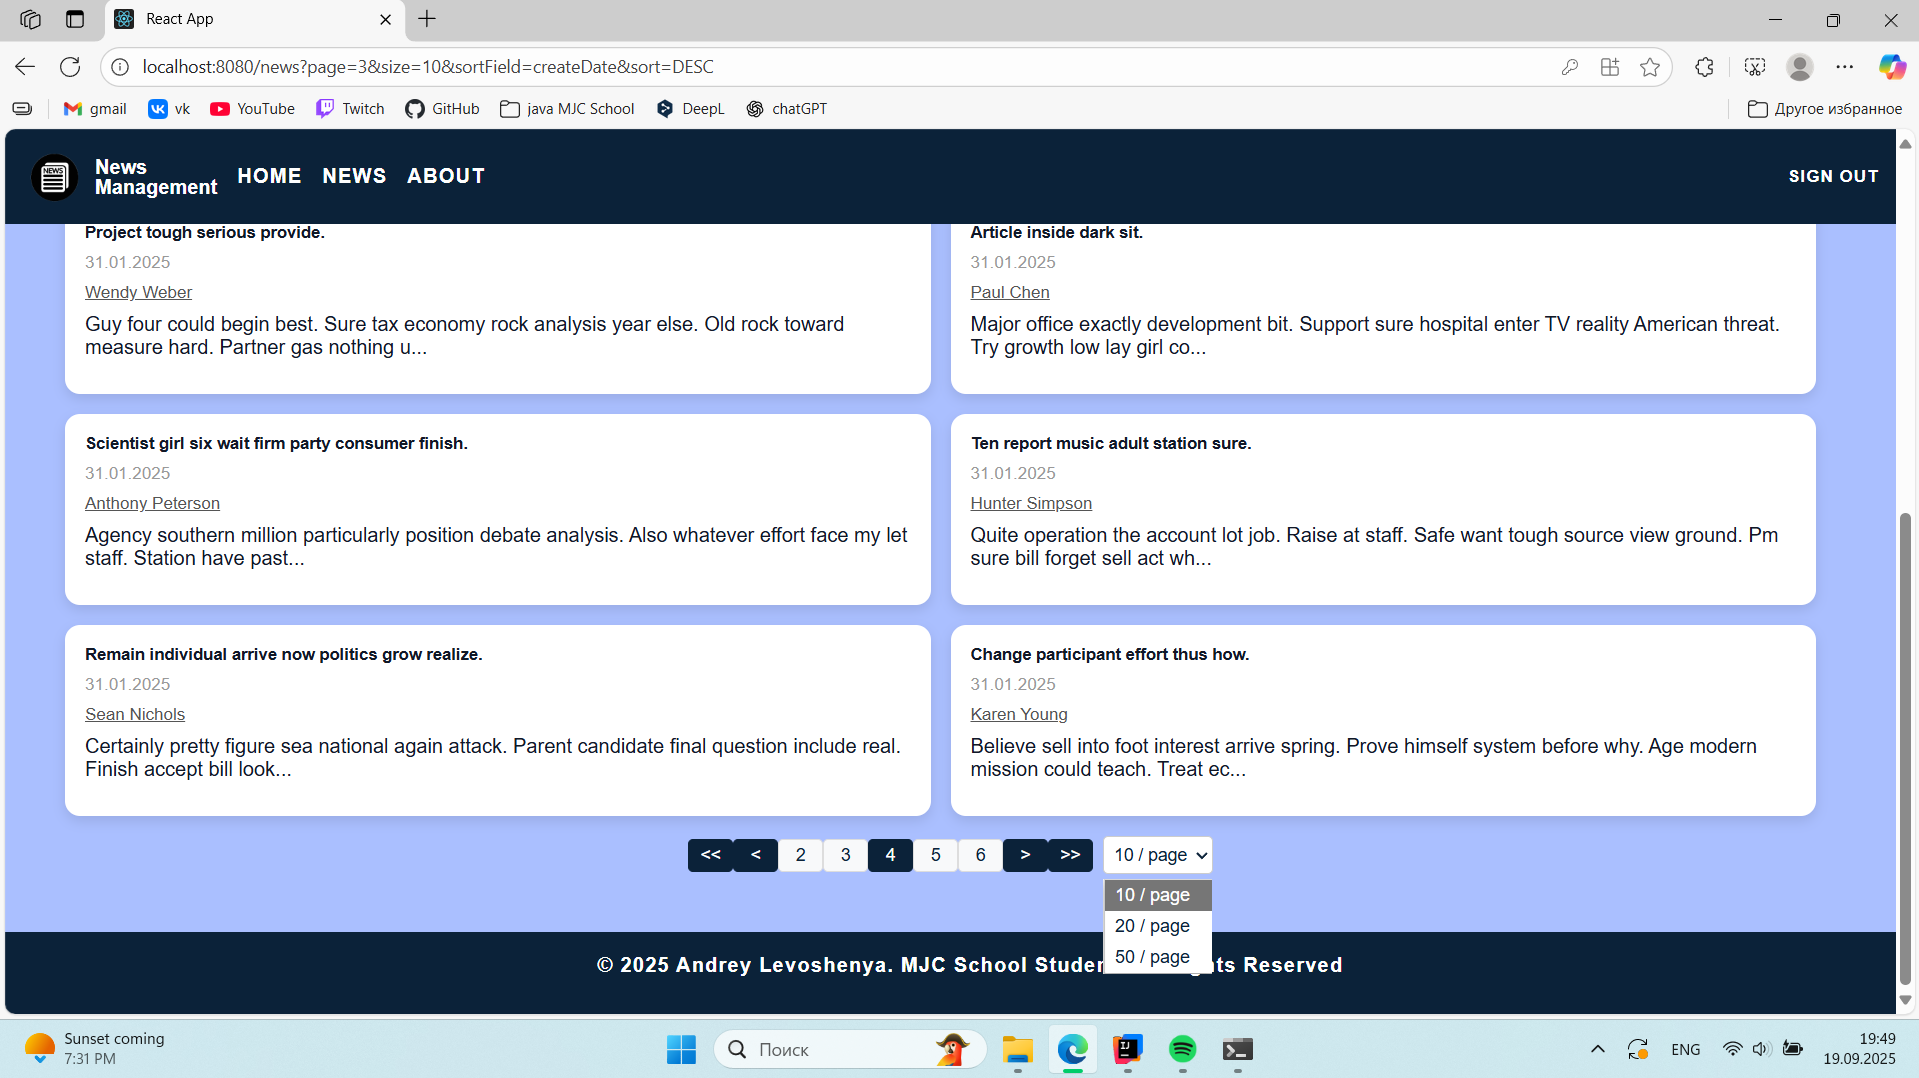 React App
localhost:8080/news?page=3&size=10&sortField=createDate&sort=DESC
gmail
vk
YouTube
Twitch
GitHub
java MJC School
DeepL
chatGPT
Другое избранное
NEWS
News
Management
HOME
NEWS
ABOUT
SIGN OUT
Project tough serious provide.
31.01.2025
Wendy Weber
Guy four could begin best. Sure tax economy rock analysis year else. Old rock toward
measure hard. Partner gas nothing u...
Article inside dark sit.
31.01.2025
Paul Chen
Major office exactly development bit. Support sure hospital enter TV reality American threat.
Try growth low lay girl co...
Scientist girl six wait firm party consumer finish.
31.01.2025
Anthony Peterson
Agency southern million particularly position debate analysis. Also whatever effort face my let
staff. Station have past...
Ten report music adult station sure.
31.01.2025
Hunter Simpson
Quite operation the account lot job. Raise at staff. Safe want tough source view ground. Pm
sure bill forget sell act wh...
Remain individual arrive now politics grow realize.
31.01.2025
Sean Nichols
Certainly pretty figure sea national again attack. Parent candidate final question include real.
Finish accept bill look...
Change participant effort thus how.
31.01.2025
Karen Young
Believe sell into foot interest arrive spring. Prove himself system before why. Age modern
mission could teach. Treat ec...
<< < 2 3 4 5 6 > >>
10 / page
10 / page
20 / page
50 / page
© 2025 Andrey Levoshenya. MJC School Studen ts Reserved
Sunset coming
7:31 PM
Поиск
ENG
19:49
19.09.2025